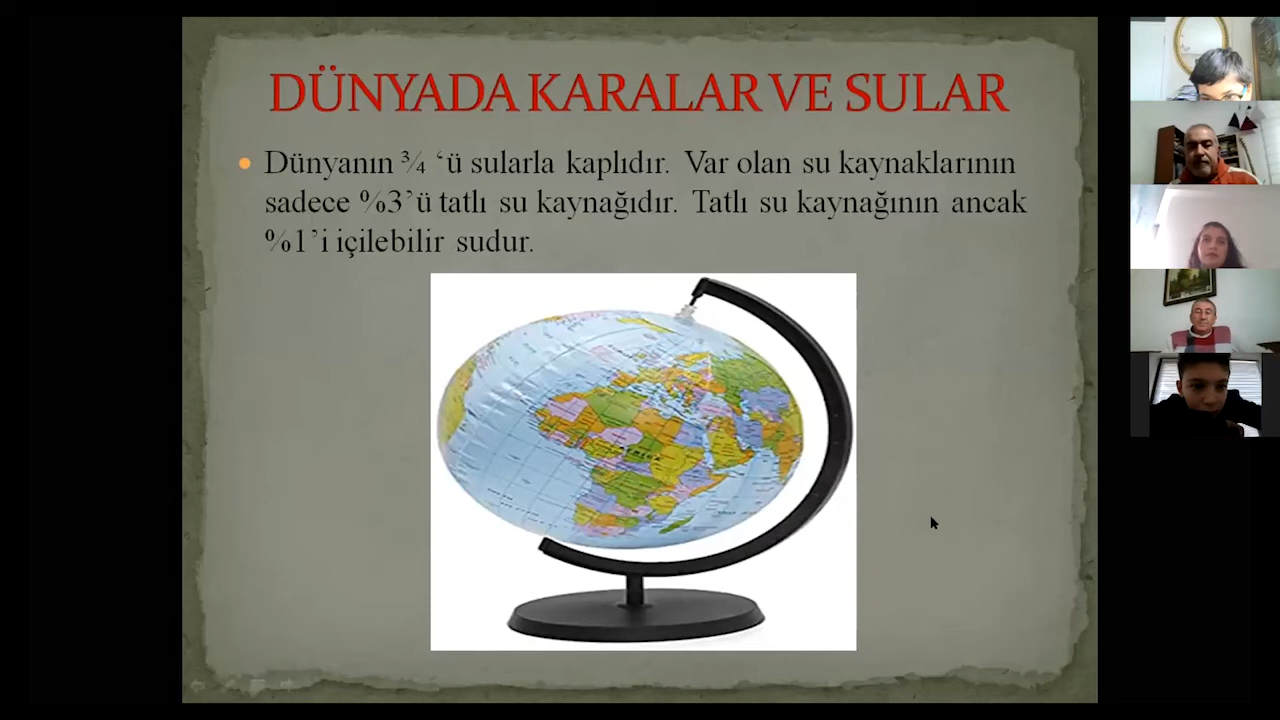 DÜNYADA KARALAR VE SULAR
Dünyanın ¾ ‘ü sularla kaplıdır. Var olan su kaynaklarının
sadece %3’ü tatlı su kaynağıdır. Tatlı su kaynağının ancak
%1’i içilebilir sudur.